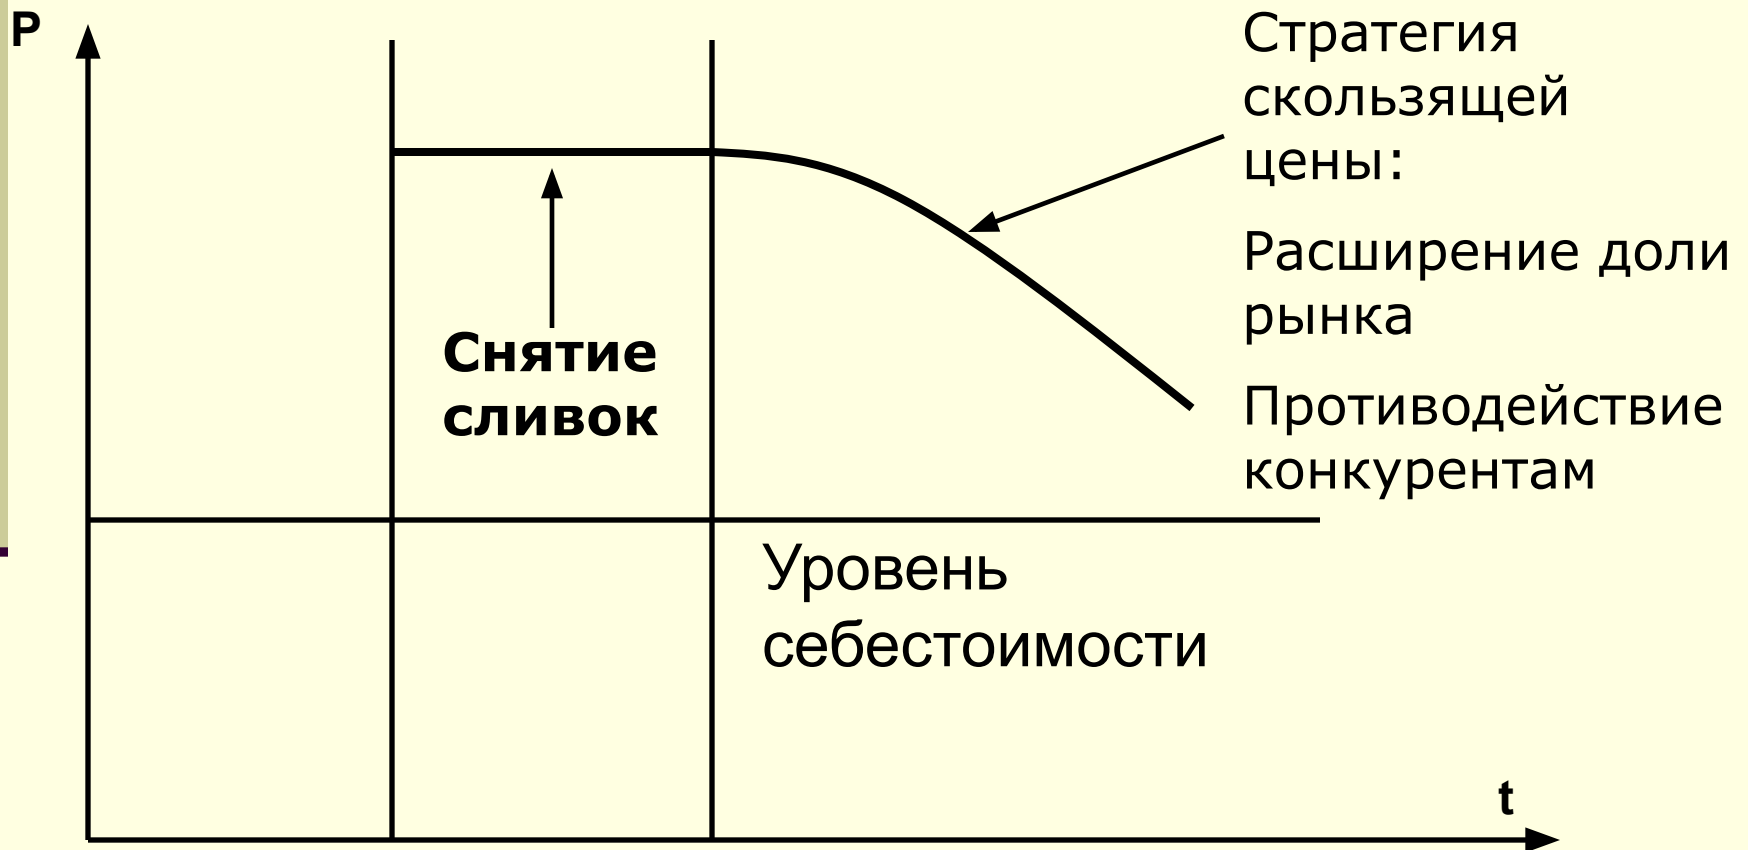 P
Стратегия
скользящей
цены:
Расширение доли
рынка
Противодействие
конкурентам
Снятие
сливок
Уровень
себестоимости
t